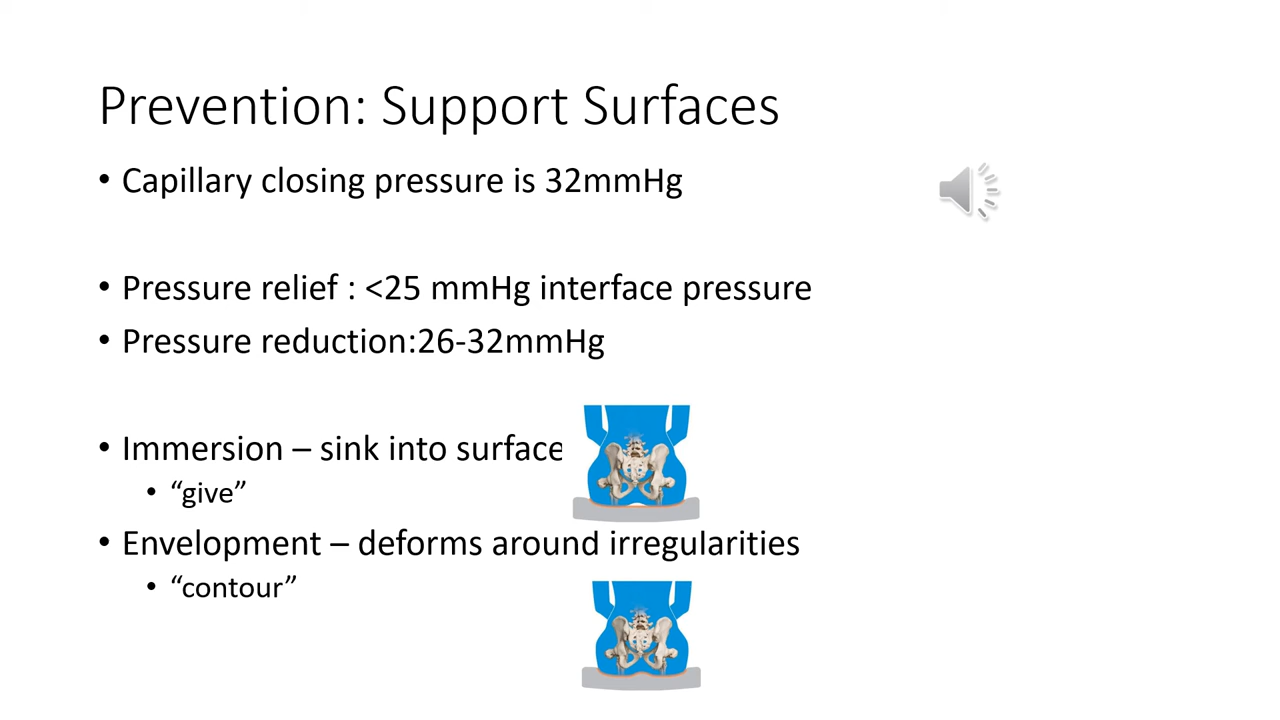 Prevention: Support Surfaces
• Capillary closing pressure is 32mmHg
• Pressure relief : <25 mmHg interface pressure
• Pressure reduction:26-32mmHg
• Immersion – sink into surface
• “give”
• Envelopment – deforms around irregularities
• “contour”